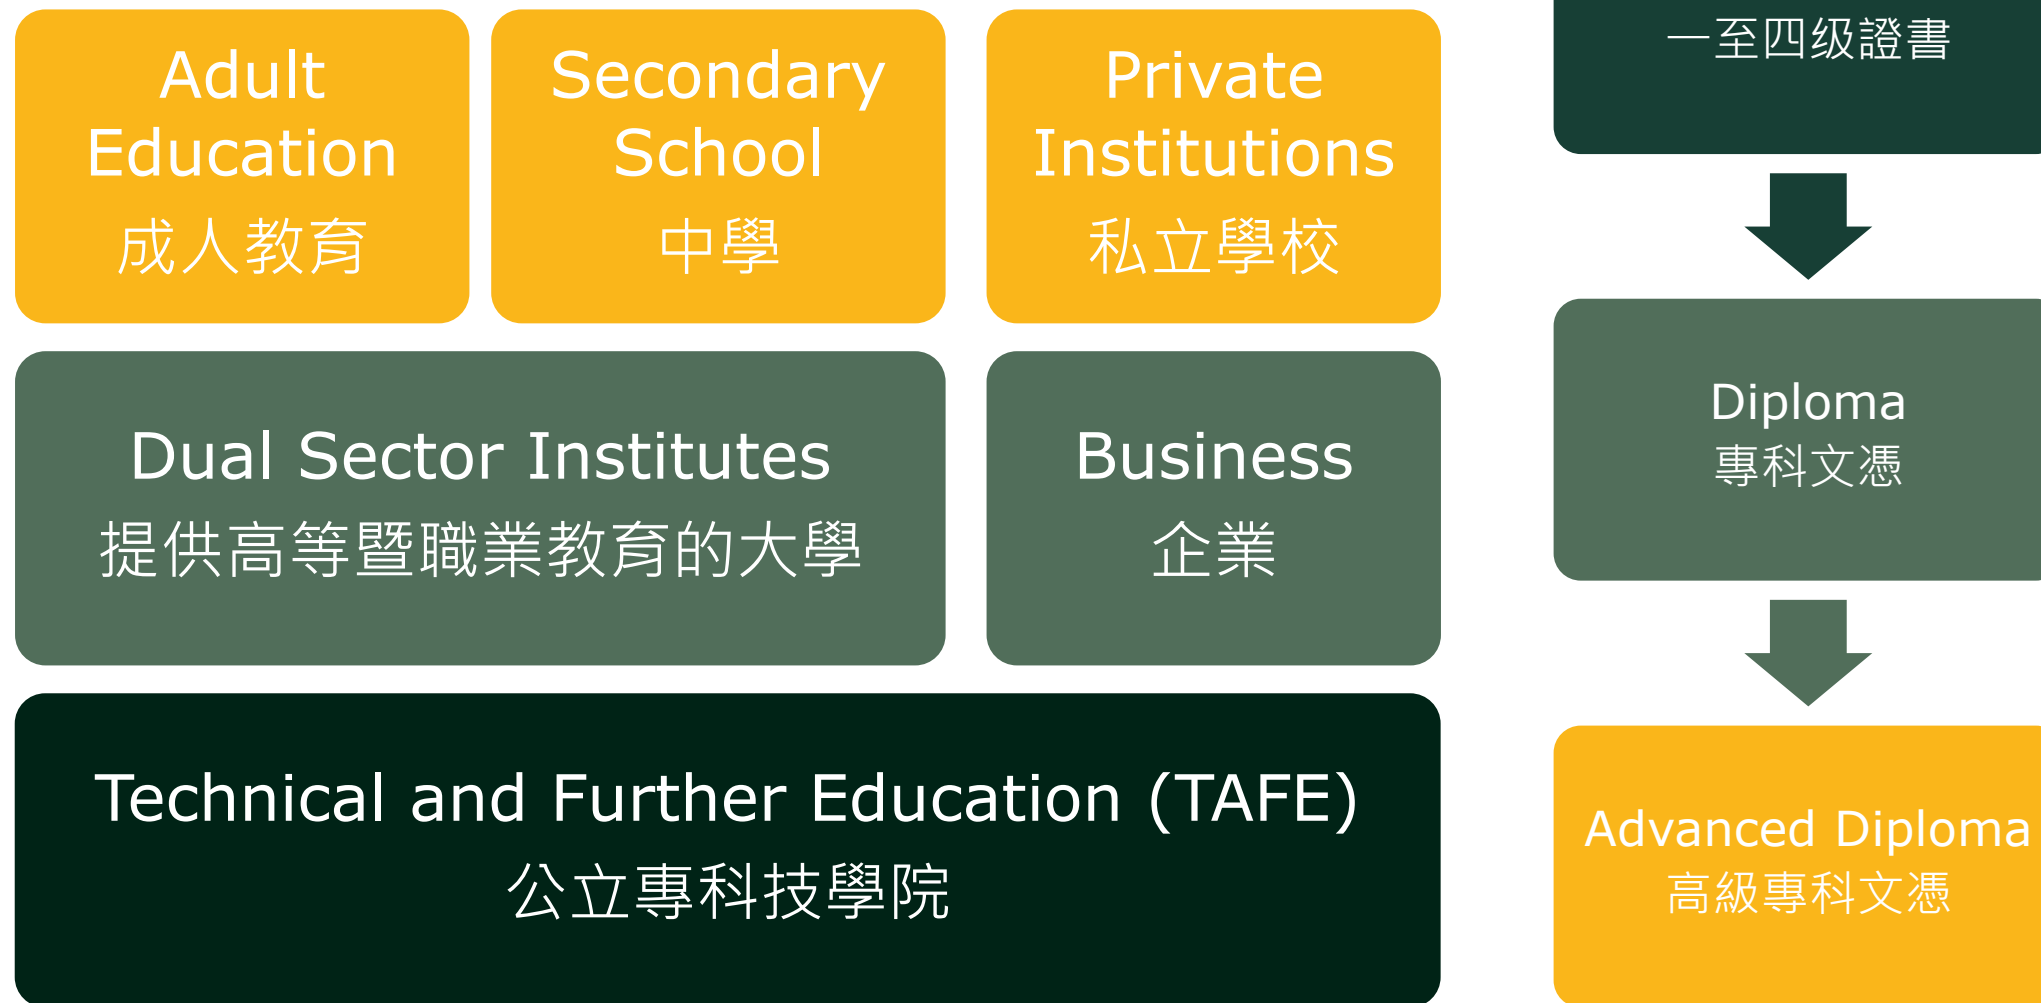 Adult
Education
成人教育
Secondary
School
中學
Private
Institutions
私立學校
Dual Sector Institutes
提供高等暨職業教育的大學
Business
企業
Technical and Further Education (TAFE)
公立專科技學院
一至四级證書
Diploma
專科文憑
Advanced Diploma
高級專科文憑